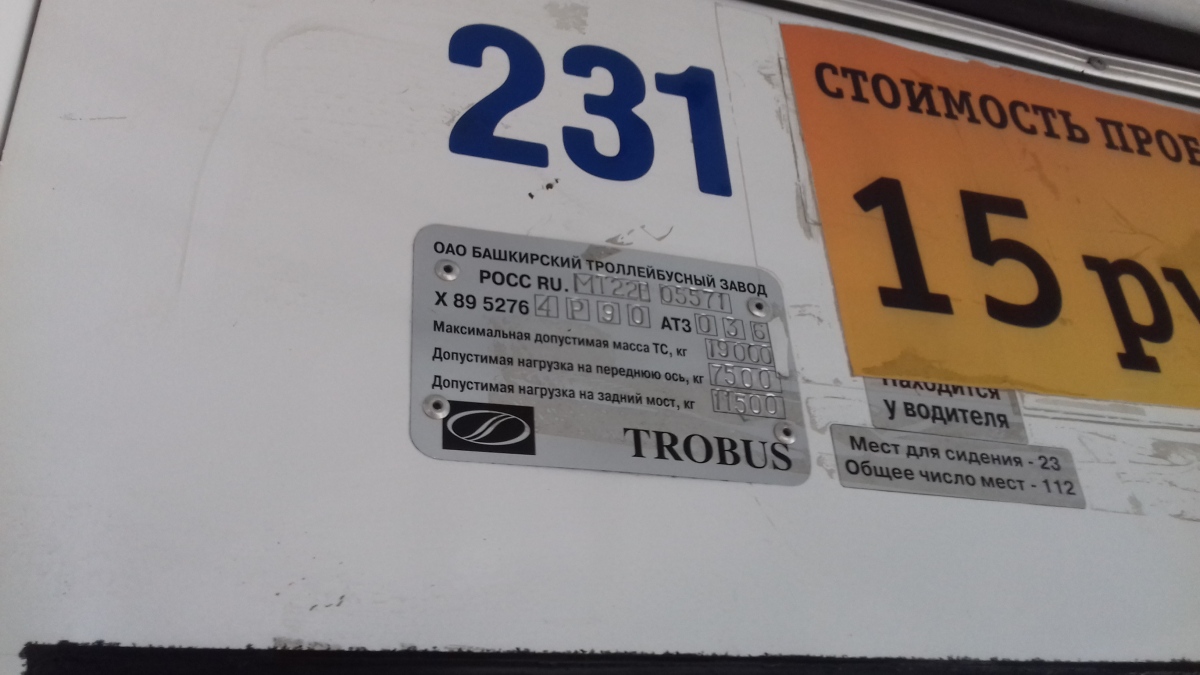 231
СТОИМОСТЬ ПРОЕ
15 ру
ОАО БАШКИРСКИЙ ТРОЛЛЕЙБУСНЫЙ ЗАВОД
РОСС RU. 05571
Х 89 5276 4 Р 9 0 АТЗ 0 3 6
Максимальная допустимая масса ТС, кг 19000
Допустимая нагрузка на переднюю ось, кг 7500
Допустимая нагрузка на задний мост, кг 11500
TROBUS
Находится
у водителя
Мест для сидения - 23
Общее число мест - 112